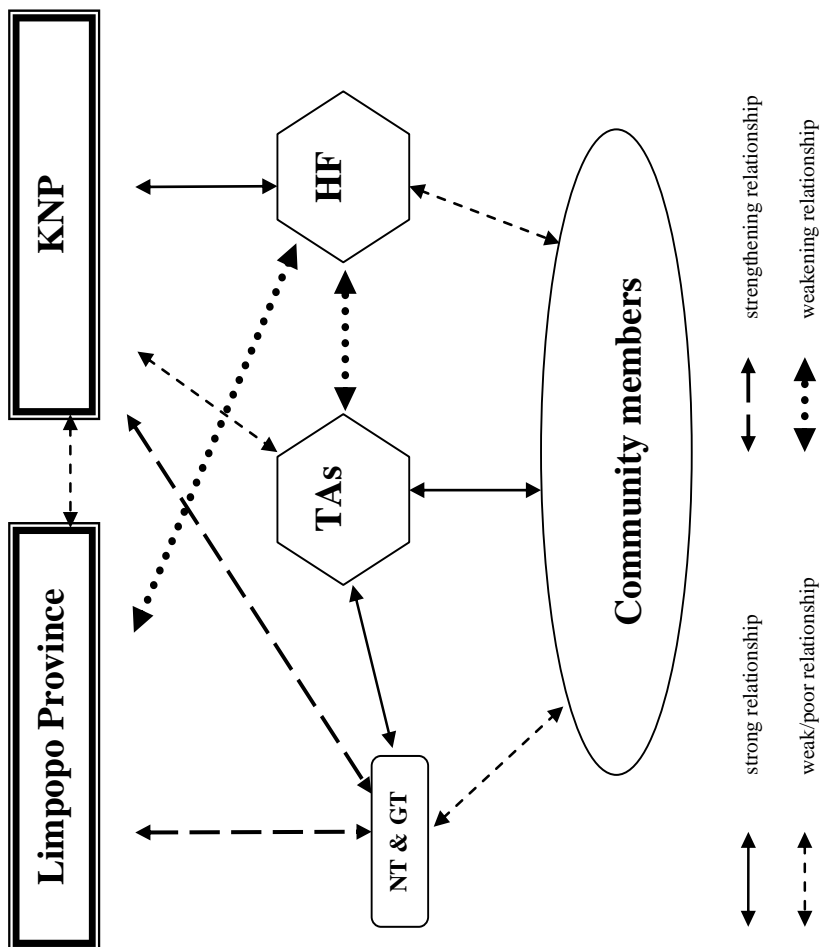 Limpopo Province
KNP
NT & GT
TAs
HF
Community members
strong relationship
strengthening relationship
weak/poor relationship
weakening relationship